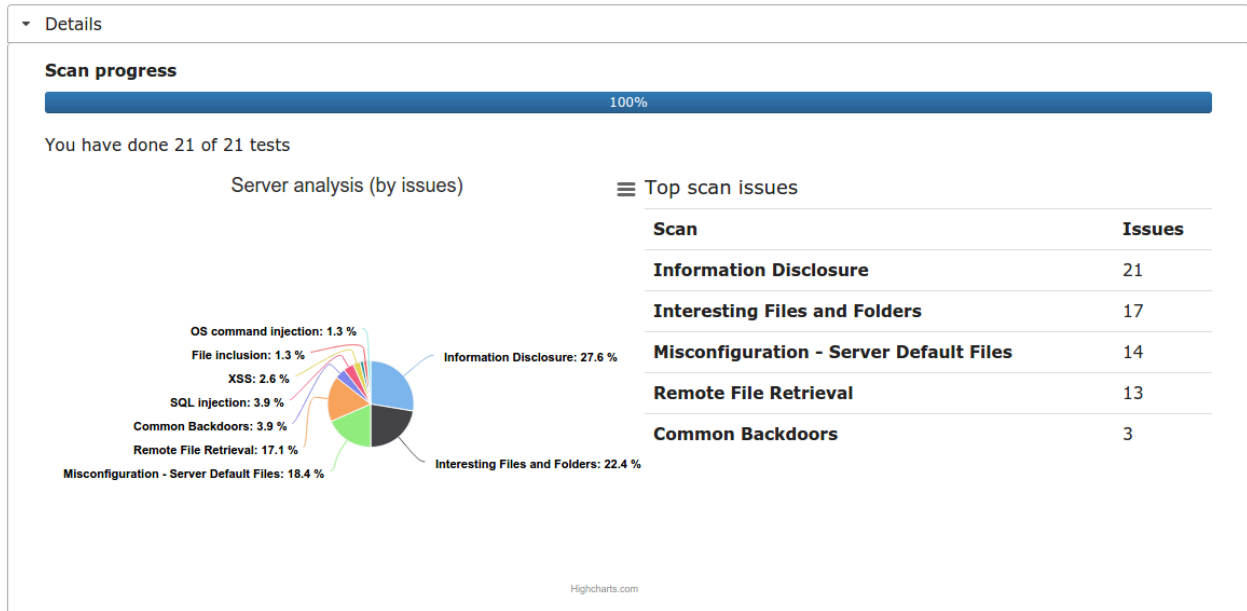 Details
Scan progress
100%
You have done 21 of 21 tests
Server analysis (by issues)
OS command injection: 1.3 %
File inclusion: 1.3 %
XSS: 2.6 %
SQL injection: 3.9 %
Common Backdoors: 3.9 %
Remote File Retrieval: 17.1 %
Misconfiguration - Server Default Files: 18.4 %
Information Disclosure: 27.6 %
Interesting Files and Folders: 22.4 %
Highcharts.com
Top scan issues
Scan Issues
Information Disclosure 21
Interesting Files and Folders 17
Misconfiguration - Server Default Files 14
Remote File Retrieval 13
Common Backdoors 3